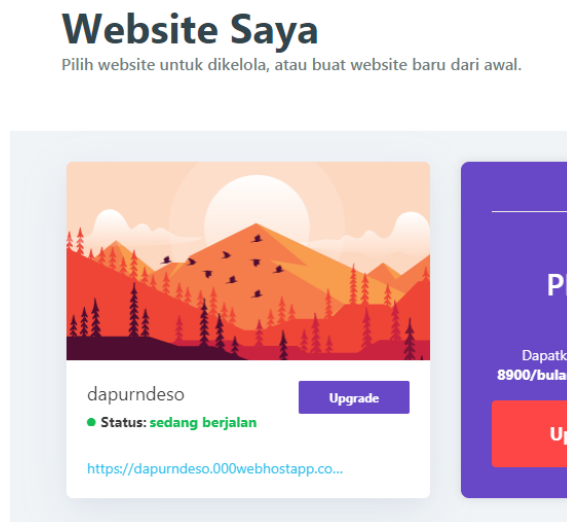 Website Saya
Pilih website untuk dikelola, atau buat website baru dari awal.
dapurndeso
Upgrade
Status: sedang berjalan
https://dapurndeso.000webhostapp.co...
Dapatk
8900/bula